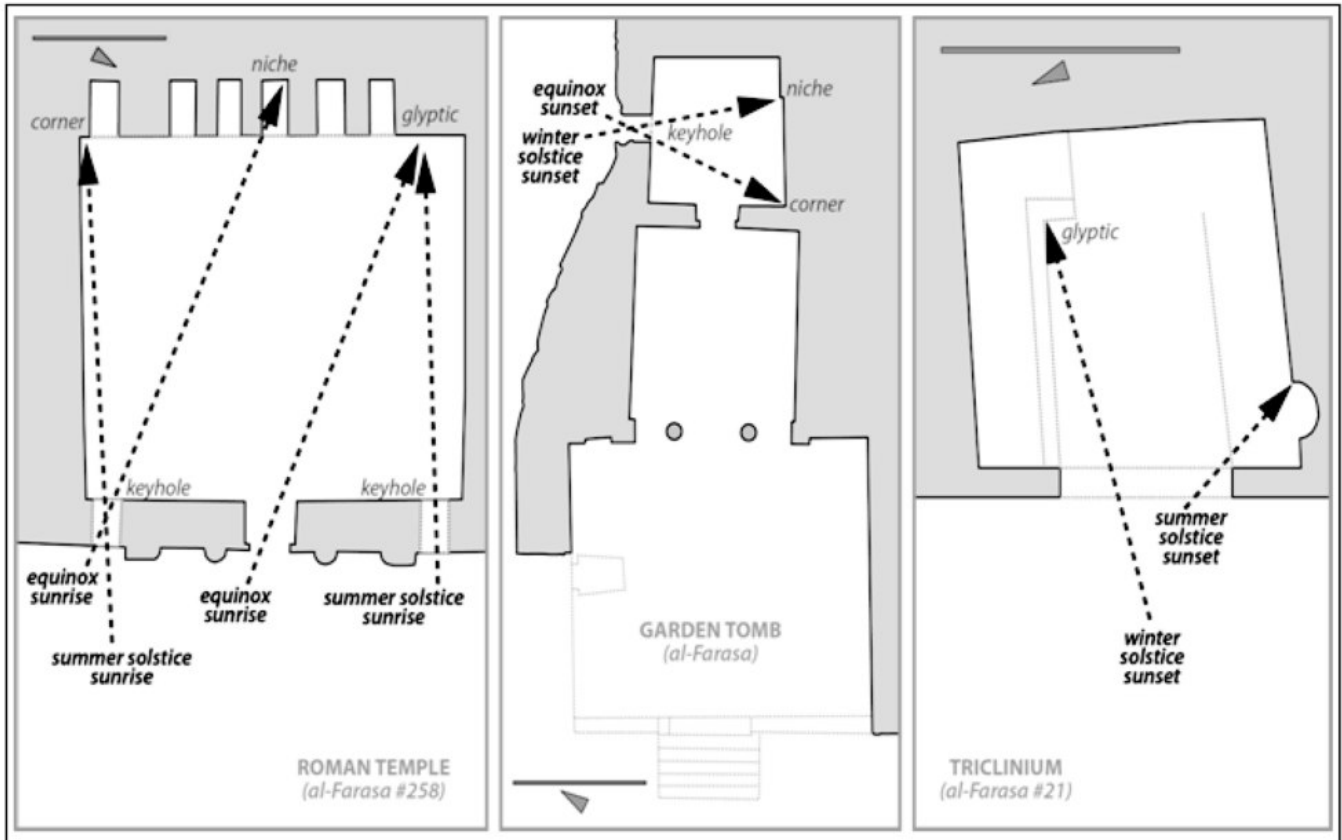 niche
corner
glyptic
keyhole
keyhole
equinox
sunrise
equinox
sunrise
summer solstice
sunrise
summer solstice
sunrise
ROMAN TEMPLE
(al-Farasa #258)
equinox
sunset
niche
keyhole
winter
solstice
sunset
corner
GARDEN TOMB
(al-Farasa)
glyptic
summer
solstice
sunset
winter
solstice
sunset
TRICLINIUM
(al-Farasa #21)